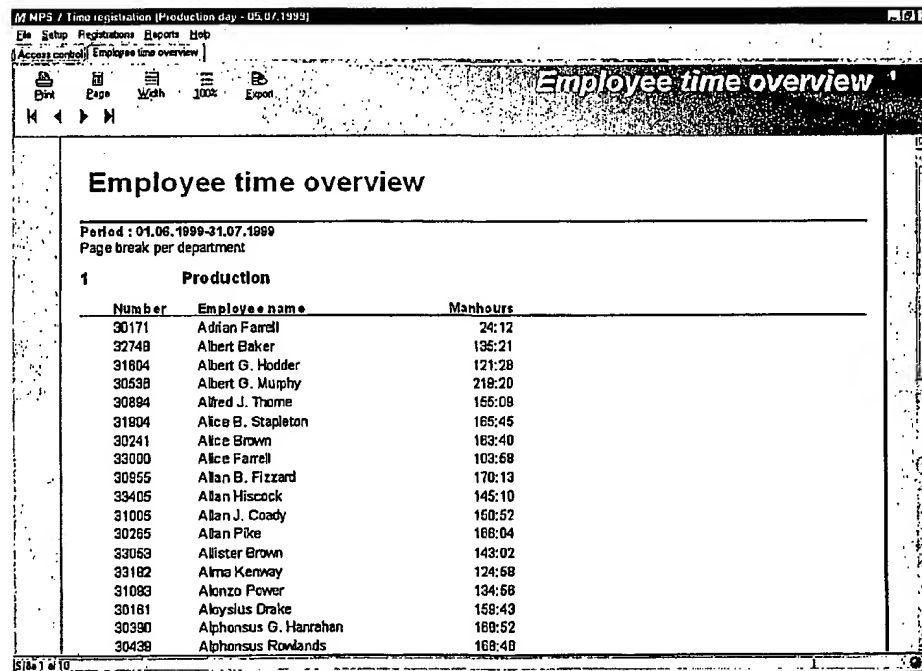 M MPS / Time registration (Production day - 05.07.1999)
File Setup Registrations Reports Help
Access control Employee time overview
Print Page Width 100% Export
Employee time overview
Employee time overview
Period : 01.06.1999-31.07.1999
Page break per department
1 Production
Number Employee name Manhours
30171 Adrian Farrell 24:12
32748 Albert Baker 135:21
31604 Albert G. Hodder 121:28
30538 Albert G. Murphy 218:20
30894 Alfred J. Thorne 155:09
31904 Alice B. Stapleton 165:45
30241 Alice Brown 163:40
33000 Alice Farrell 103:58
30955 Allan B. Fizzard 170:13
33405 Allan Hiscock 145:10
31005 Allan J. Coady 150:52
30265 Allan Pike 166:04
33053 Allister Brown 143:02
33182 Alma Kenway 124:58
31083 Alonzo Power 134:56
30161 Aloysius Drake 159:43
30390 Alphonsus G. Hanrahan 160:52
30439 Alphonsus Rowlands 168:48
Side 1 af 10